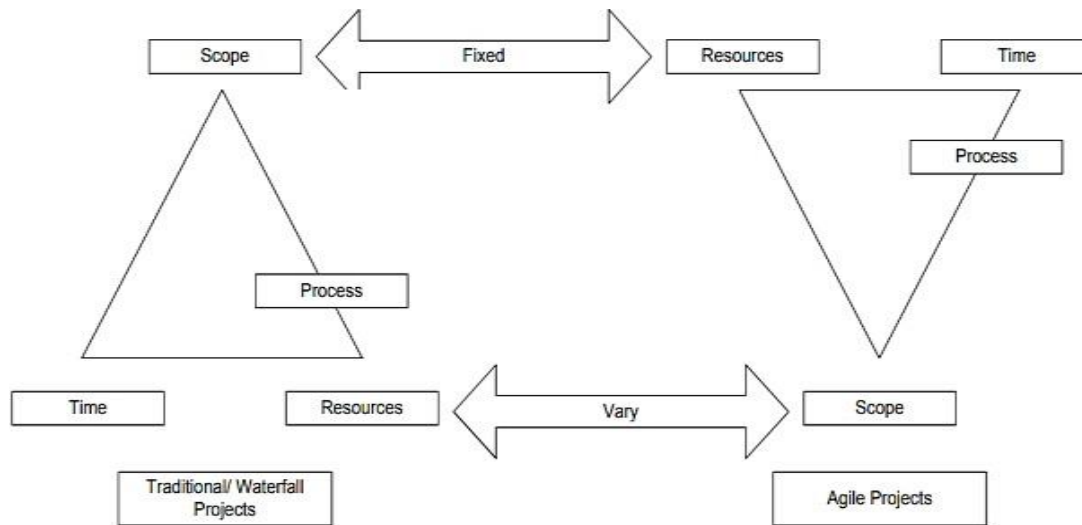 Scope
Fixed
Resources
Time
Process
Process
Time
Resources
Vary
Scope
Traditional/ Waterfall
Projects
Agile Projects